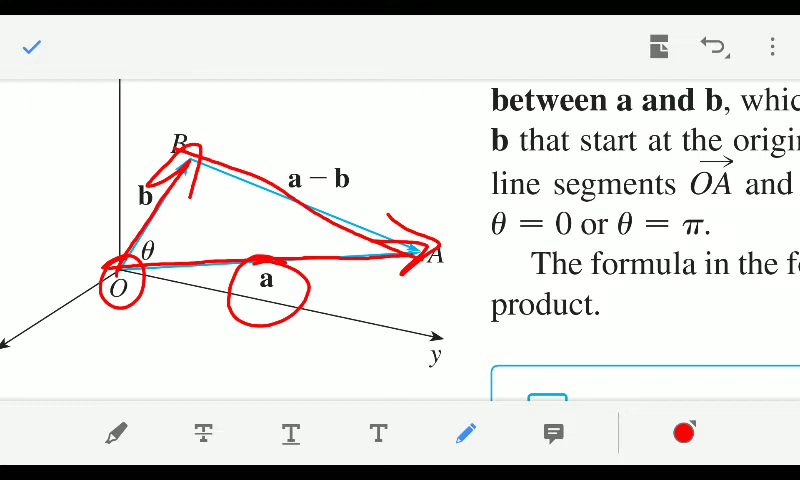 B
a − b
b
θ
A
O
a
y
between a and b, whic
b that start at the origin
line segments OA and
θ = 0 or θ = π.
The formula in the fo
product.